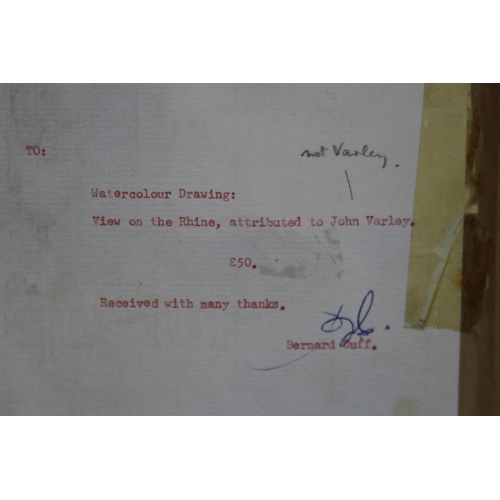 TO:
not Varley.
Watercolour Drawing:
View on the Rhine, attributed to John Varley.
£50.
Received with many thanks.
Bernard Cuff.